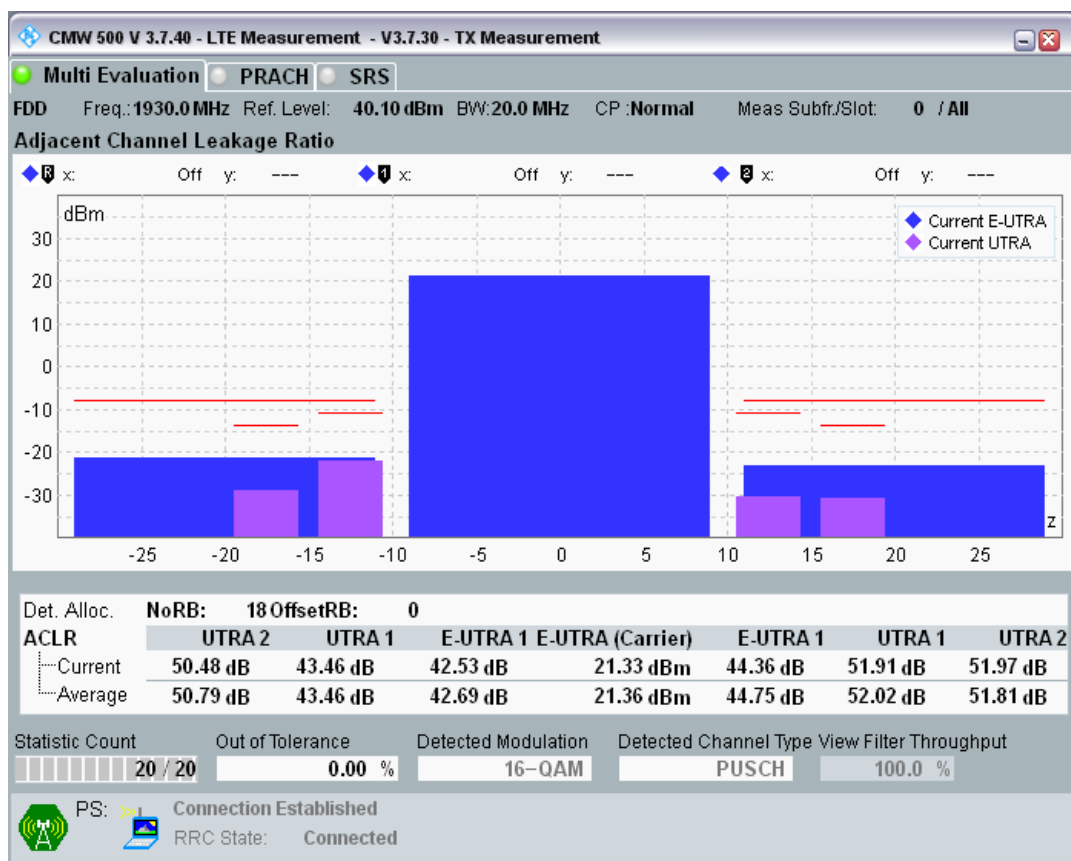 CMW 500 V 3.7.40 - LTE Measurement - V3.7.30 - TX Measurement
Multi Evaluation PRACH SRS
FDD Freq.: 1930.0 MHz Ref. Level: 40.10 dBm BW: 20.0 MHz CP : Normal Meas Subfr./Slot: 0 / All
Adjacent Channel Leakage Ratio
R x: Off y: --- 1 x: Off y: --- 2 x: Off y: ---
dBm
Current E-UTRA
Current UTRA
30
20
10
0
-10
-20
-30
z
-25 -20 -15 -10 -5 0 5 10 15 20 25
Det. Alloc. NoRB: 18 OffsetRB: 0
ACLR UTRA 2 UTRA 1 E-UTRA 1 E-UTRA (Carrier) E-UTRA 1 UTRA 1 UTRA 2
Current 50.48 dB 43.46 dB 42.53 dB 21.33 dBm 44.36 dB 51.91 dB 51.97 dB
Average 50.79 dB 43.46 dB 42.69 dB 21.36 dBm 44.75 dB 52.02 dB 51.81 dB
Statistic Count Out of Tolerance Detected Modulation Detected Channel Type View Filter Throughput
20 / 20 0.00 % 16-QAM PUSCH 100.0 %
PS: Connection Established
RRC State: Connected